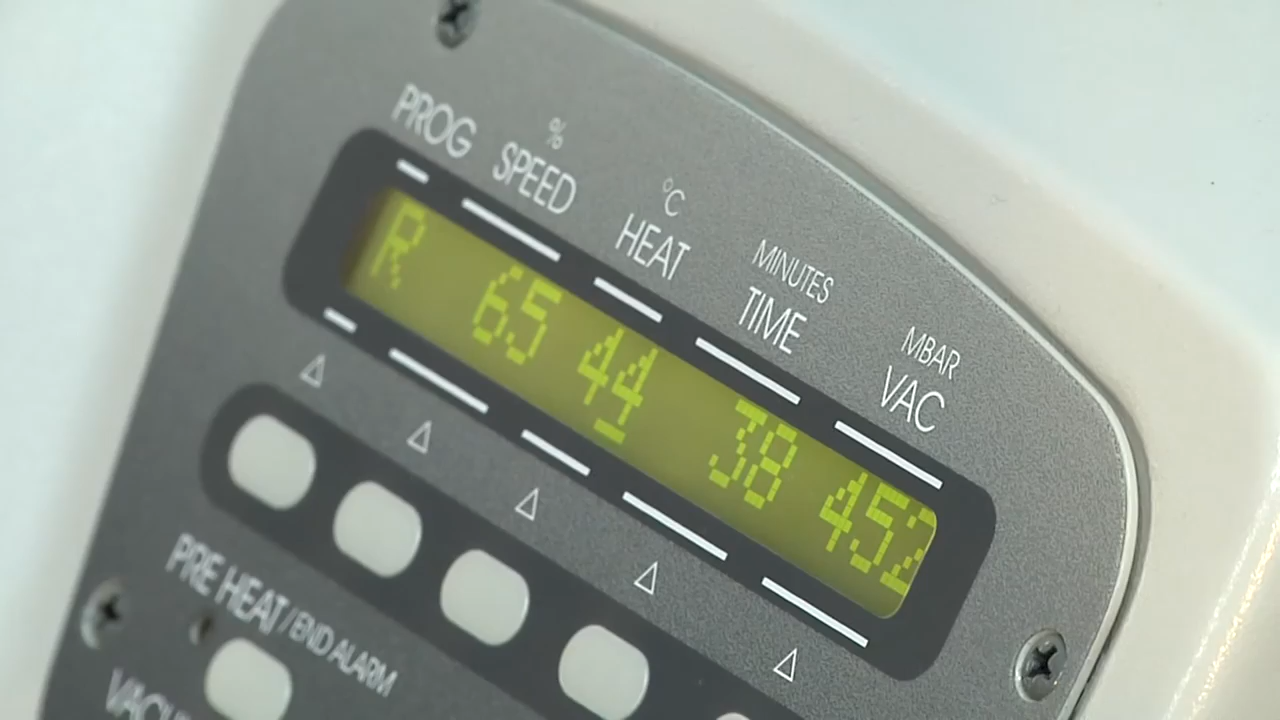 PROG % SPEED °C HEAT MINUTES TIME MBAR VAC
R 65 44 38 452
PRE HEAT / END ALARM